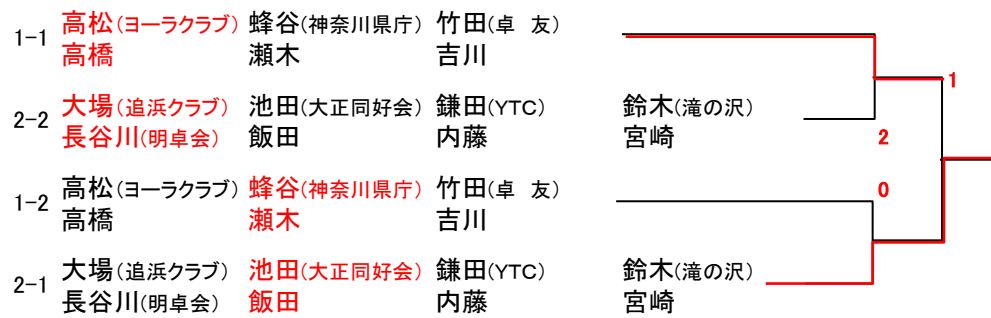 1-1 高松(ヨーラクラブ) 蜂谷(神奈川県庁) 竹田(卓　友)
高橋 瀬木 吉川
1
2-2 大場(追浜クラブ) 池田(大正同好会) 鎌田(YTC) 鈴木(滝の沢)
長谷川(明卓会) 飯田 内藤 宮崎 2
1-2 高松(ヨーラクラブ) 蜂谷(神奈川県庁) 竹田(卓　友) 0
高橋 瀬木 吉川
2-1 大場(追浜クラブ) 池田(大正同好会) 鎌田(YTC) 鈴木(滝の沢)
長谷川(明卓会) 飯田 内藤 宮崎